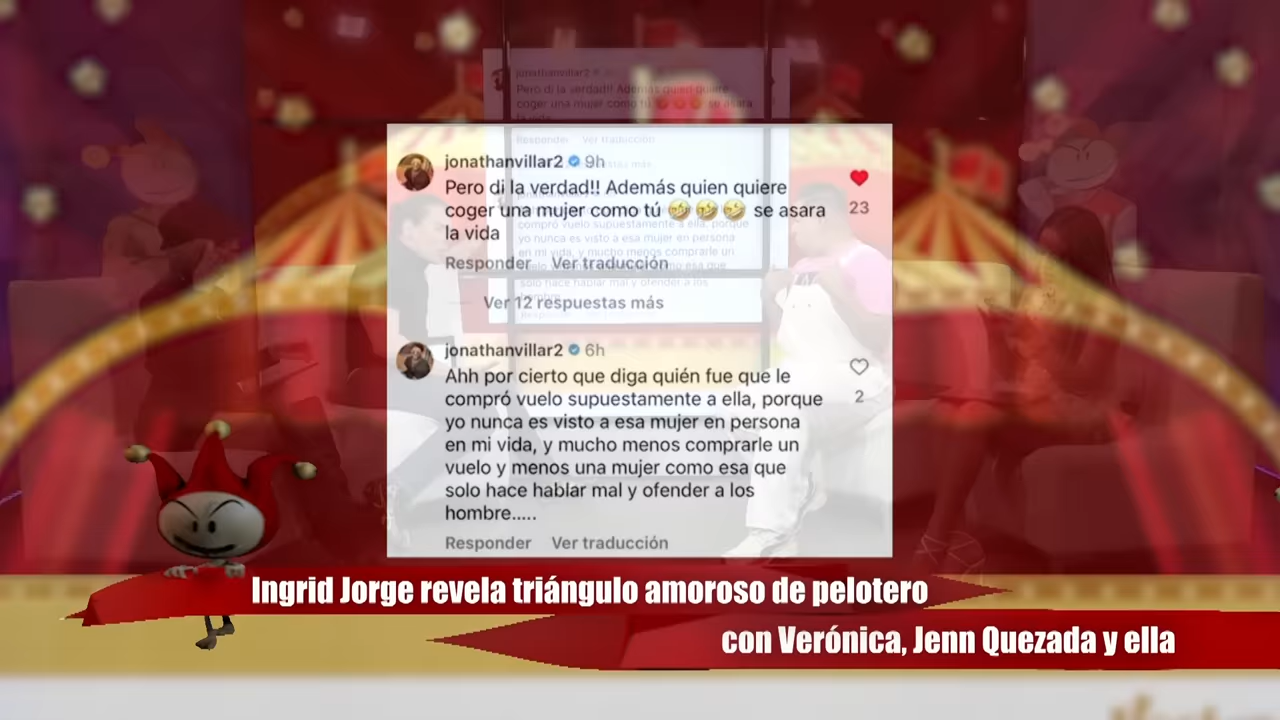 jonathanvillar2 9h
Pero di la verdad!! Además quien quiere
coger una mujer como tú 🤣🤣🤣 se asara
la vida
23
Responder Ver traducción
Ver 12 respuestas más
jonathanvillar2 6h
Ahh por cierto que diga quién fue que le
compró vuelo supuestamente a ella, porque
yo nunca es visto a esa mujer en persona
en mi vida, y mucho menos comprarle un
vuelo y menos una mujer como esa que
solo hace hablar mal y ofender a los
hombre.....
2
Responder Ver traducción
Ingrid Jorge revela triángulo amoroso de pelotero
con Verónica, Jenn Quezada y ella